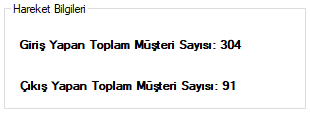 Hareket Bilgileri
Giriş Yapan Toplam Müşteri Sayısı: 304
Çıkış Yapan Toplam Müşteri Sayısı: 91